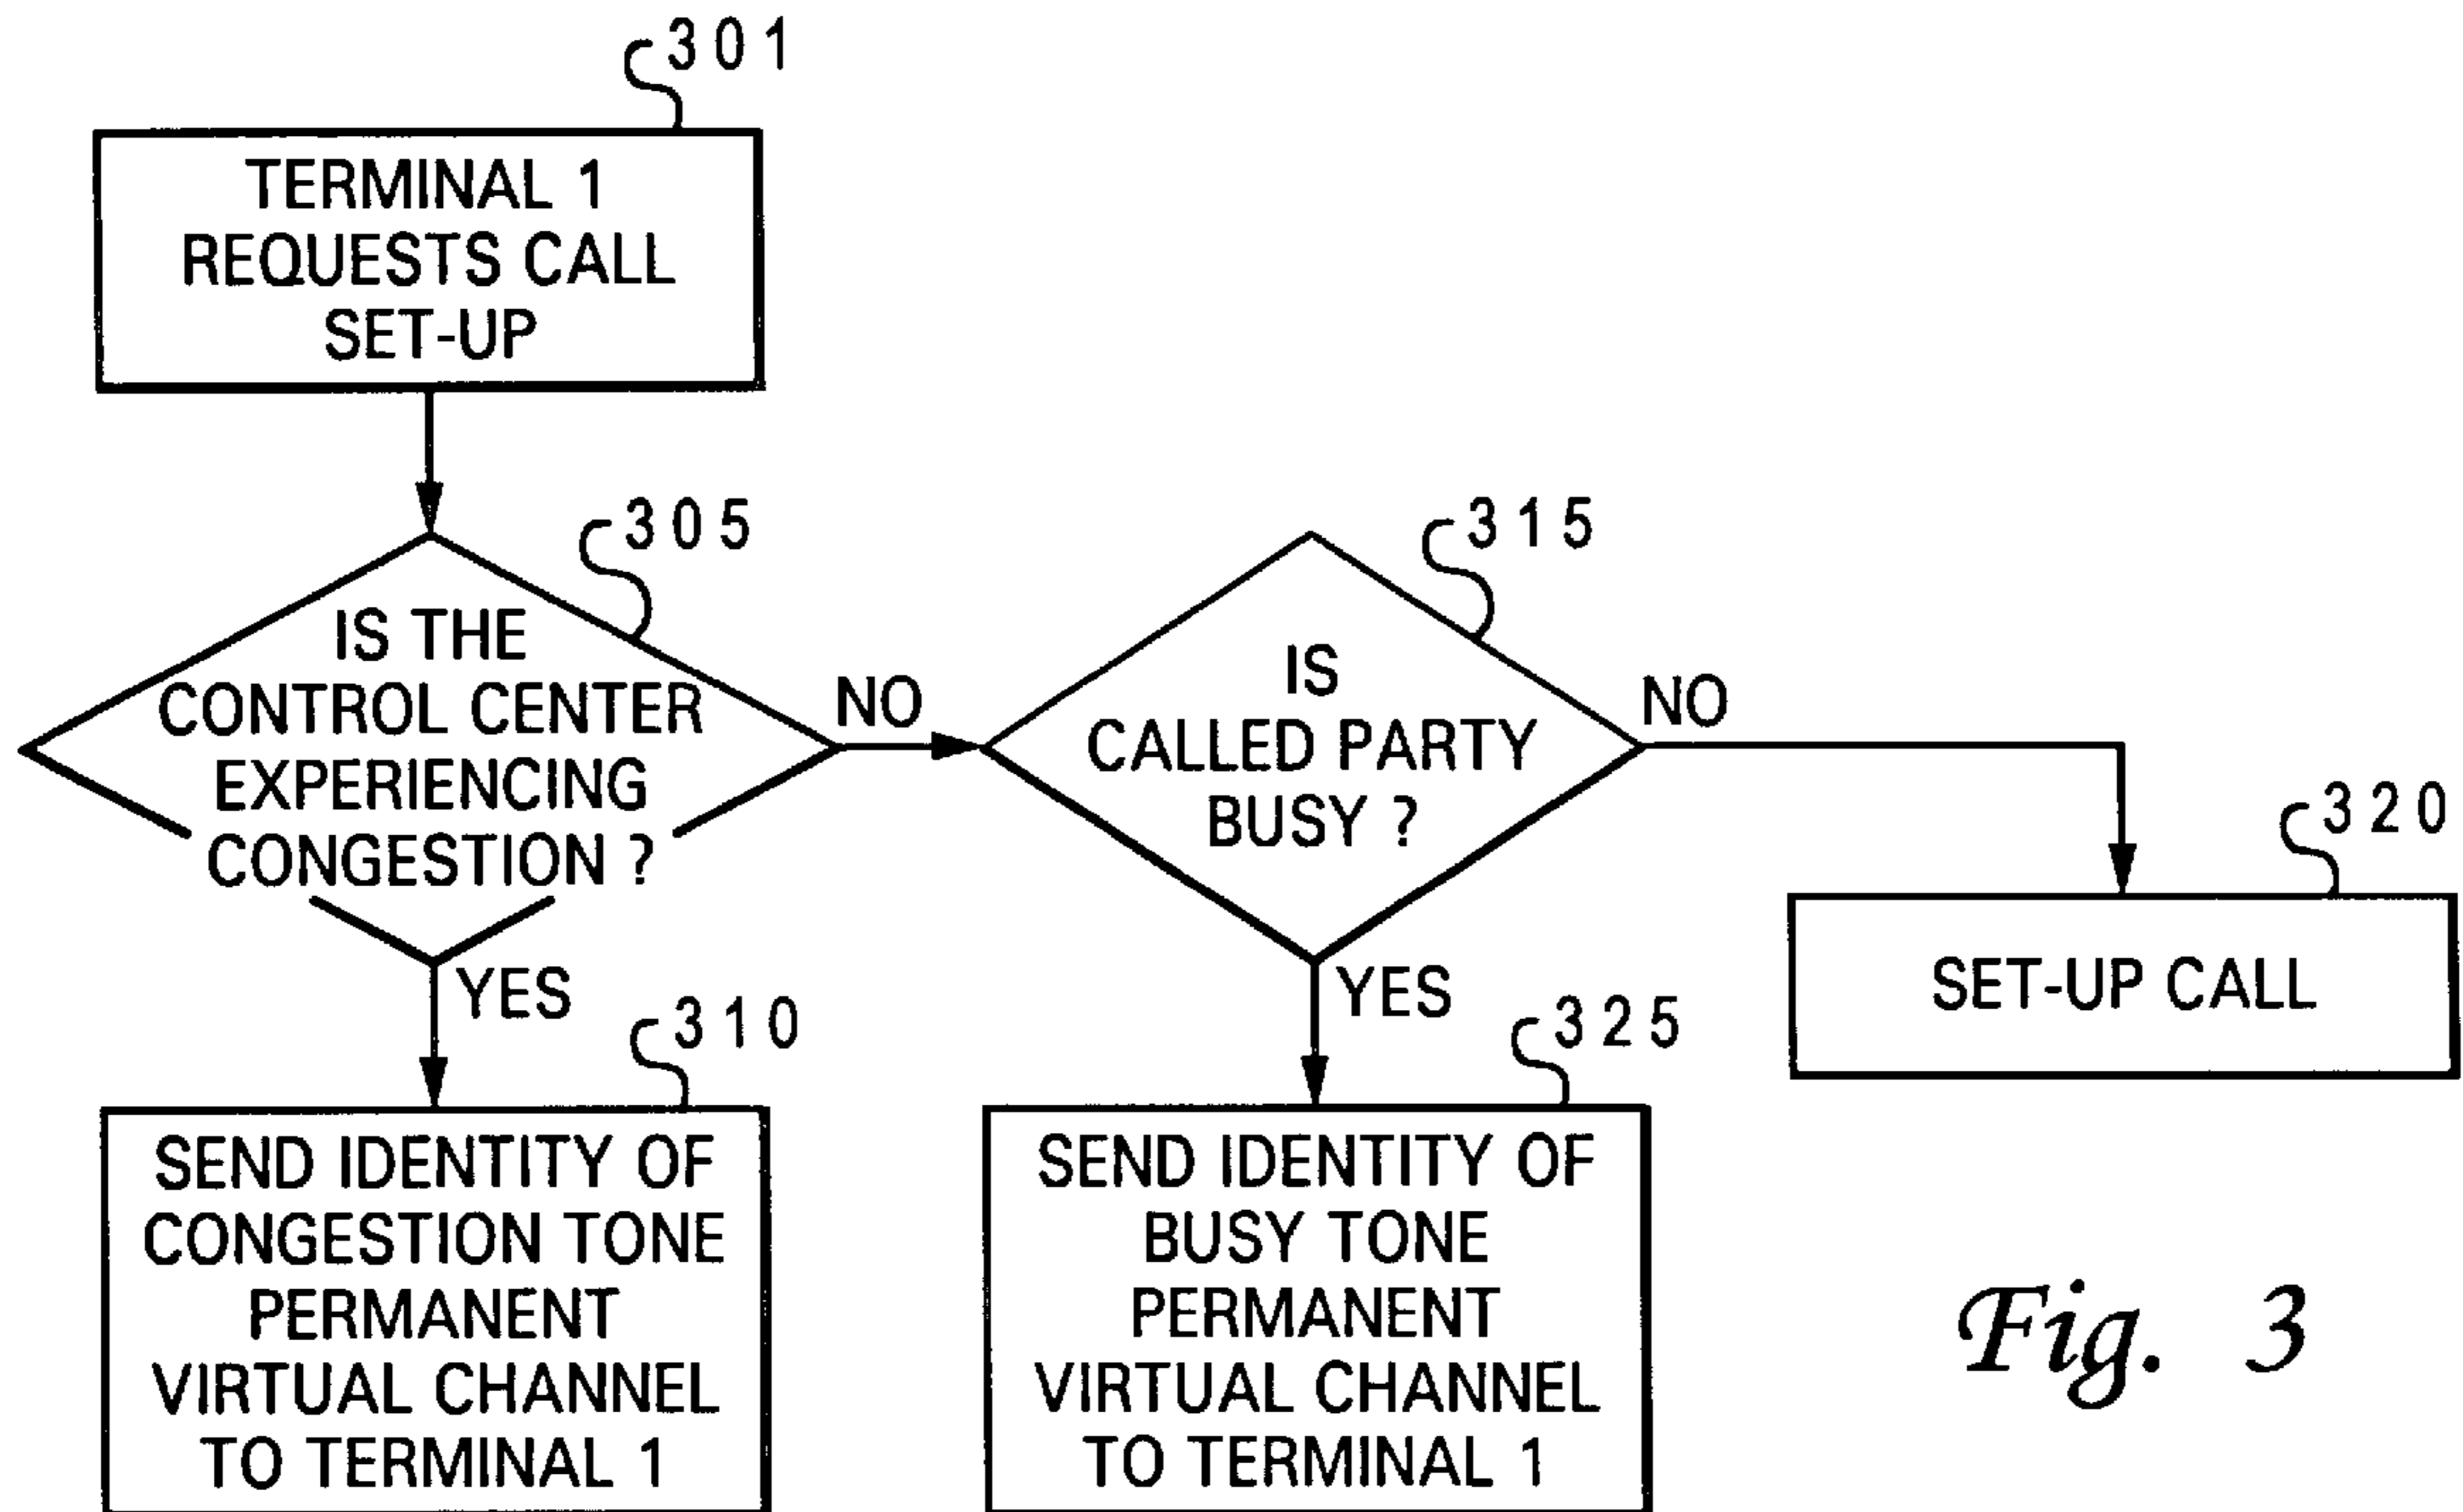 301
TERMINAL 1
REQUESTS CALL
SET-UP
305
IS THE
CONTROL CENTER
EXPERIENCING
CONGESTION ?
NO
YES
315
IS
CALLED PARTY
BUSY ?
NO
YES
320
SET-UP CALL
310
SEND IDENTITY OF
CONGESTION TONE
PERMANENT
VIRTUAL CHANNEL
TO TERMINAL 1
325
SEND IDENTITY OF
BUSY TONE
PERMANENT
VIRTUAL CHANNEL
TO TERMINAL 1
Fig. 3